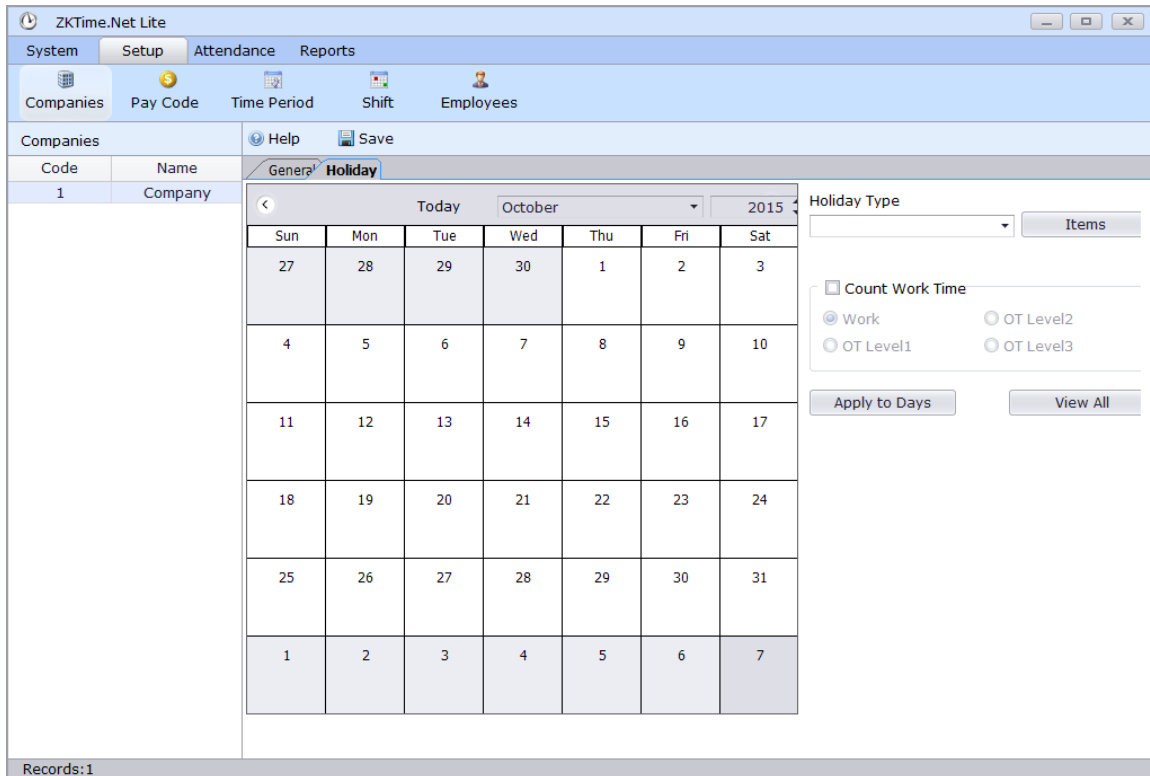 ZKTime.Net Lite
System Setup Attendance Reports
Companies Pay Code Time Period Shift Employees
Companies
Help Save
Code Name
General Holiday
1 Company
Today October 2015
Sun Mon Tue Wed Thu Fri Sat
27 28 29 30 1 2 3
4 5 6 7 8 9 10
11 12 13 14 15 16 17
18 19 20 21 22 23 24
25 26 27 28 29 30 31
1 2 3 4 5 6 7
Holiday Type
Items
Count Work Time
Work OT Level2
OT Level1 OT Level3
Apply to Days View All
Records:1